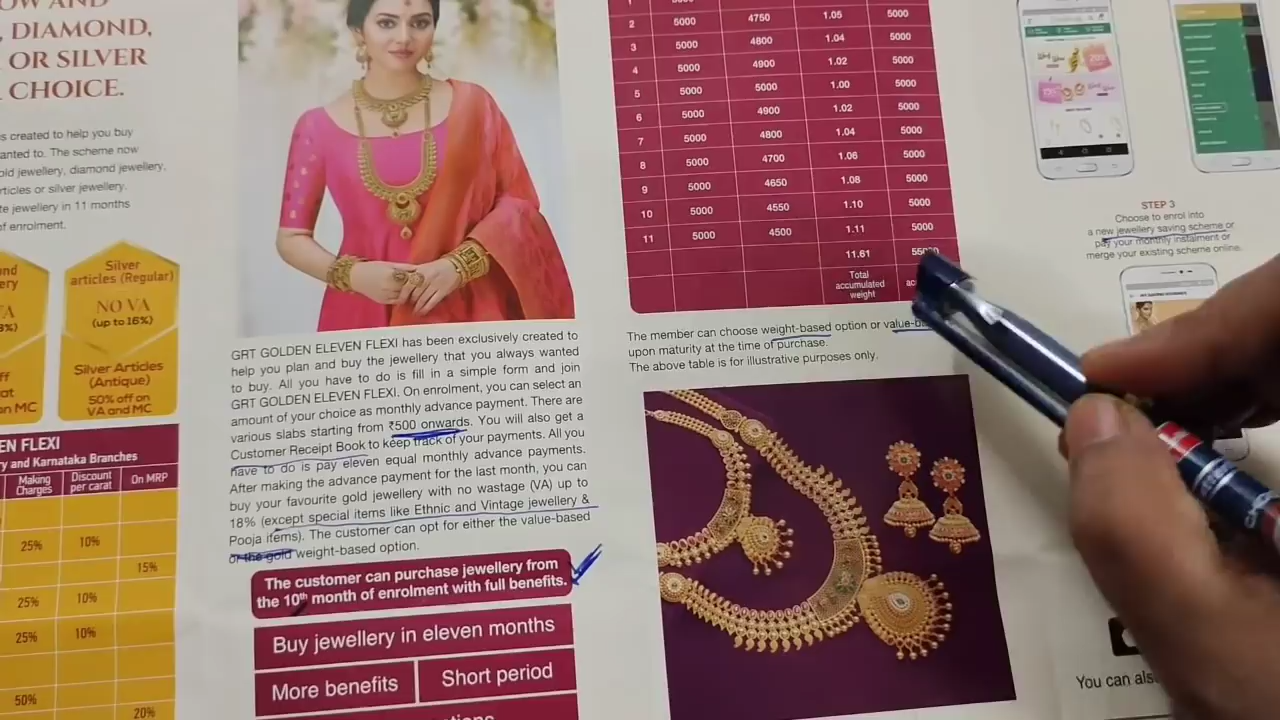 OW AND
, DIAMOND,
OR SILVER
CHOICE.
s created to help you buy
anted to. The scheme now
old jewellery, diamond jewellery,
rticles or silver jewellery.
te jewellery in 11 months
of enrolment.
Silver
articles (Regular)
NO VA
(up to 16%)
Silver Articles
(Antique)
50% off on
VA and MC
on MC
EN FLEXI
ry and Karnataka Branches
Making Charges
Discount per carat
On MRP
25% 10%
15%
25% 10%
25% 10%
50%
20%
GRT GOLDEN ELEVEN FLEXI has been exclusively created to
help you plan and buy the jewellery that you always wanted
to buy. All you have to do is fill in a simple form and join
GRT GOLDEN ELEVEN FLEXI. On enrolment, you can select an
amount of your choice as monthly advance payment. There are
various slabs starting from ₹500 onwards. You will also get a
Customer Receipt Book to keep track of your payments. All you
have to do is pay eleven equal monthly advance payments.
After making the advance payment for the last month, you can
buy your favourite gold jewellery with no wastage (VA) up to
18% (except special items like Ethnic and Vintage jewellery &
Pooja items). The customer can opt for either the value-based
or the gold weight-based option.
The customer can purchase jewellery from
the 10th month of enrolment with full benefits.
Buy jewellery in eleven months
More benefits
Short period
2 5000 4750 1.05 5000
3 5000 4800 1.04 5000
4 5000 4900 1.02 5000
5 5000 5000 1.00 5000
6 5000 4900 1.02 5000
7 5000 4800 1.04 5000
8 5000 4700 1.06 5000
9 5000 4650 1.08 5000
10 5000 4550 1.10 5000
11 5000 4500 1.11 5000
11.61
Total
accumulated
weight
The member can choose weight-based option or
upon maturity at the time of purchase.
The above table is for illustrative purposes only.
STEP 3
Choose to enrol into
a new jewellery saving scheme or
pay your monthly instalment or
merge your existing scheme online.
You can